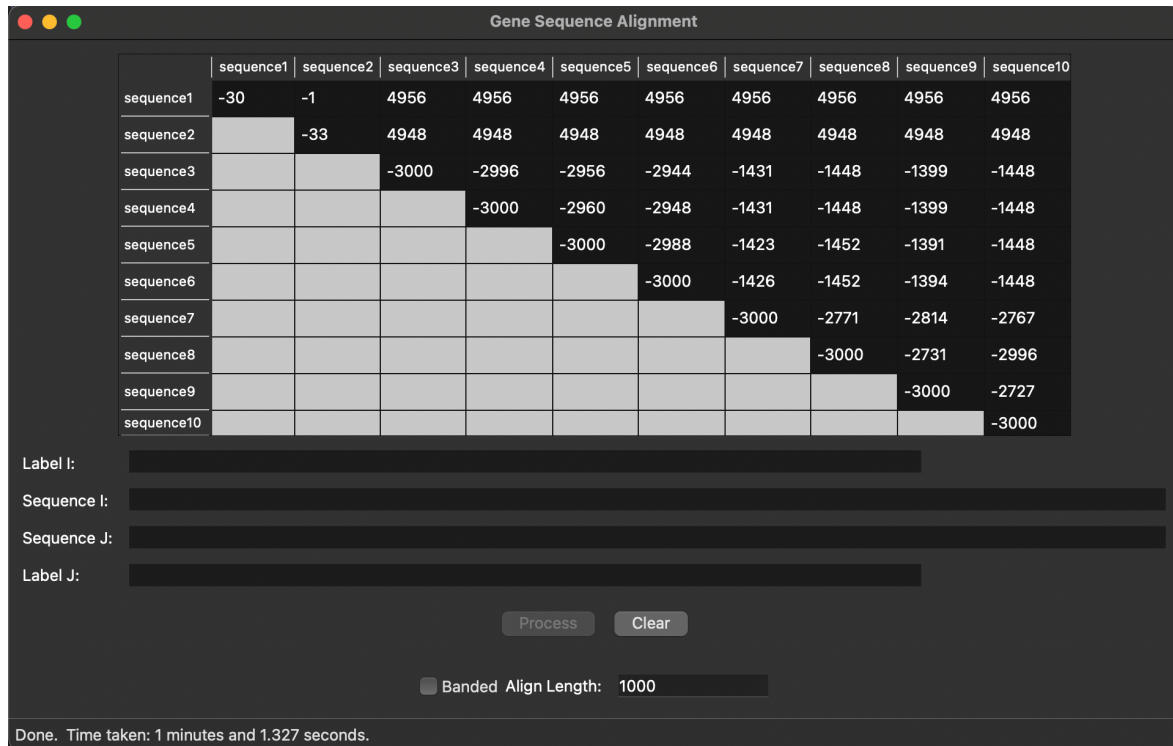 Gene Sequence Alignment
sequence1 sequence2 sequence3 sequence4 sequence5 sequence6 sequence7 sequence8 sequence9 sequence10
sequence1 -30 -1 4956 4956 4956 4956 4956 4956 4956 4956
sequence2 -33 4948 4948 4948 4948 4948 4948 4948 4948
sequence3 -3000 -2996 -2956 -2944 -1431 -1448 -1399 -1448
sequence4 -3000 -2960 -2948 -1431 -1448 -1399 -1448
sequence5 -3000 -2988 -1423 -1452 -1391 -1448
sequence6 -3000 -1426 -1452 -1394 -1448
sequence7 -3000 -2771 -2814 -2767
sequence8 -3000 -2731 -2996
sequence9 -3000 -2727
sequence10 -3000
Label I:
Sequence I:
Sequence J:
Label J:
Process Clear
Banded Align Length: 1000
Done. Time taken: 1 minutes and 1.327 seconds.